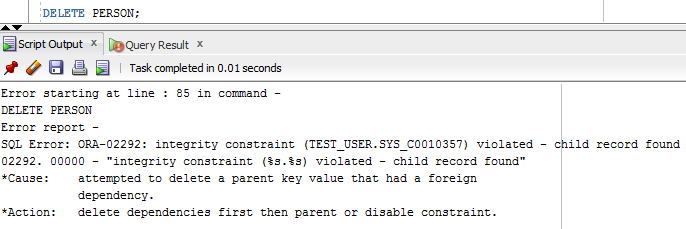 DELETE PERSON;
Script Output x Query Result x
Task completed in 0.01 seconds
Error starting at line : 85 in command -
DELETE PERSON
Error report -
SQL Error: ORA-02292: integrity constraint (TEST_USER.SYS_C0010357) violated - child record found
02292. 00000 - "integrity constraint (%s.%s) violated - child record found"
*Cause: attempted to delete a parent key value that had a foreign
dependency.
*Action: delete dependencies first then parent or disable constraint.